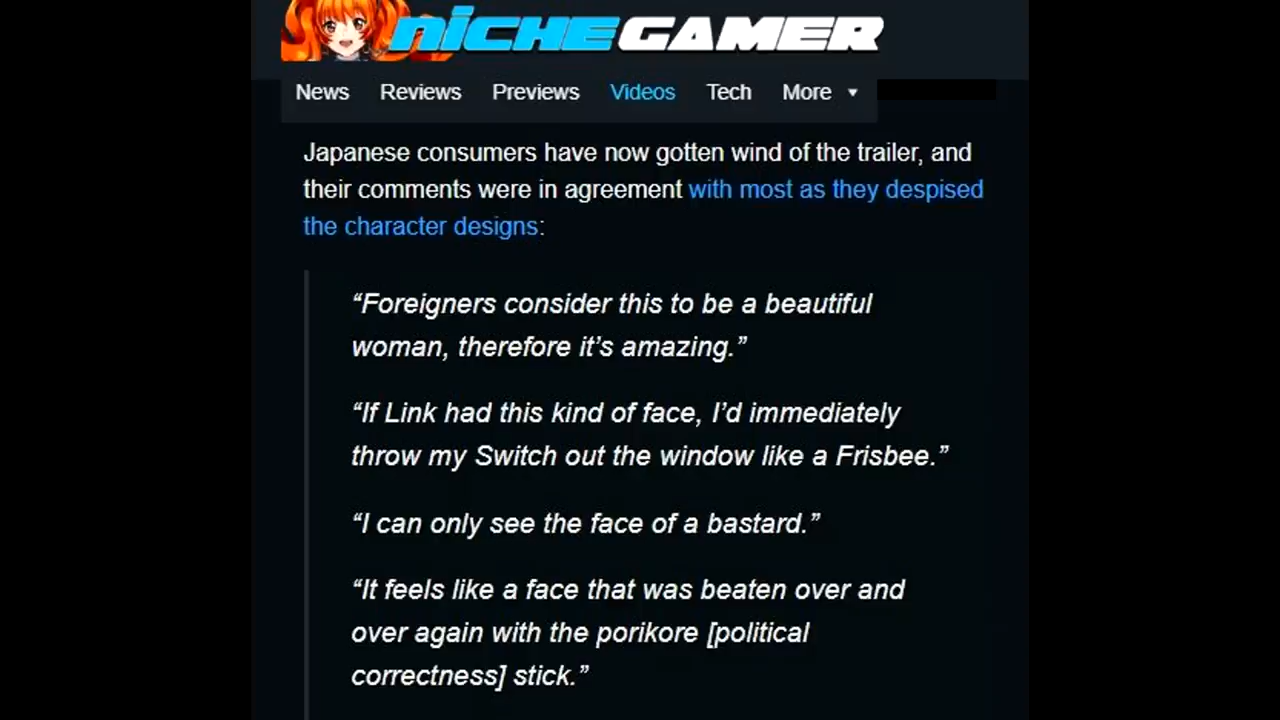 NICHEGAMER
News Reviews Previews Videos Tech More ▼
Japanese consumers have now gotten wind of the trailer, and
their comments were in agreement with most as they despised
the character designs:
“Foreigners consider this to be a beautiful
woman, therefore it’s amazing.”
“If Link had this kind of face, I’d immediately
throw my Switch out the window like a Frisbee.”
“I can only see the face of a bastard.”
“It feels like a face that was beaten over and
over again with the porikore [political
correctness] stick.”